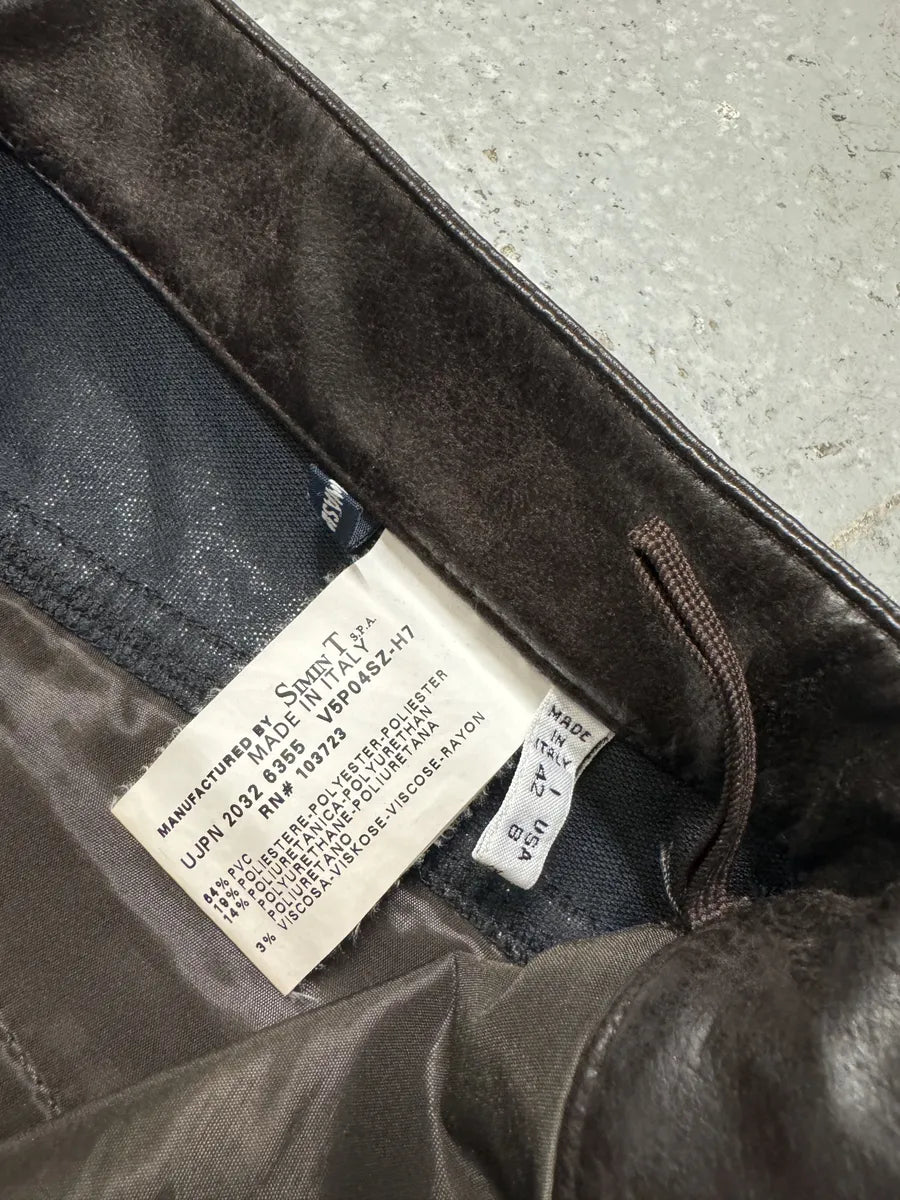 MANUFACTURED BY SIMINT S.P.A.
MADE IN ITALY
UJPN 2032 6355 V5P04SZ-H7
RN# 103723
64% PVC
19% POLIESTERE-POLYESTER-POLIESTER
14% POLIURETANICA-POLYURETHAN
POLYURETHANE-POLIURETANA
POLIURETANO
3% VISCOSA-VISKOSE-VISCOSE-RAYON
MADE
IN
ITALY
I USA
42 8